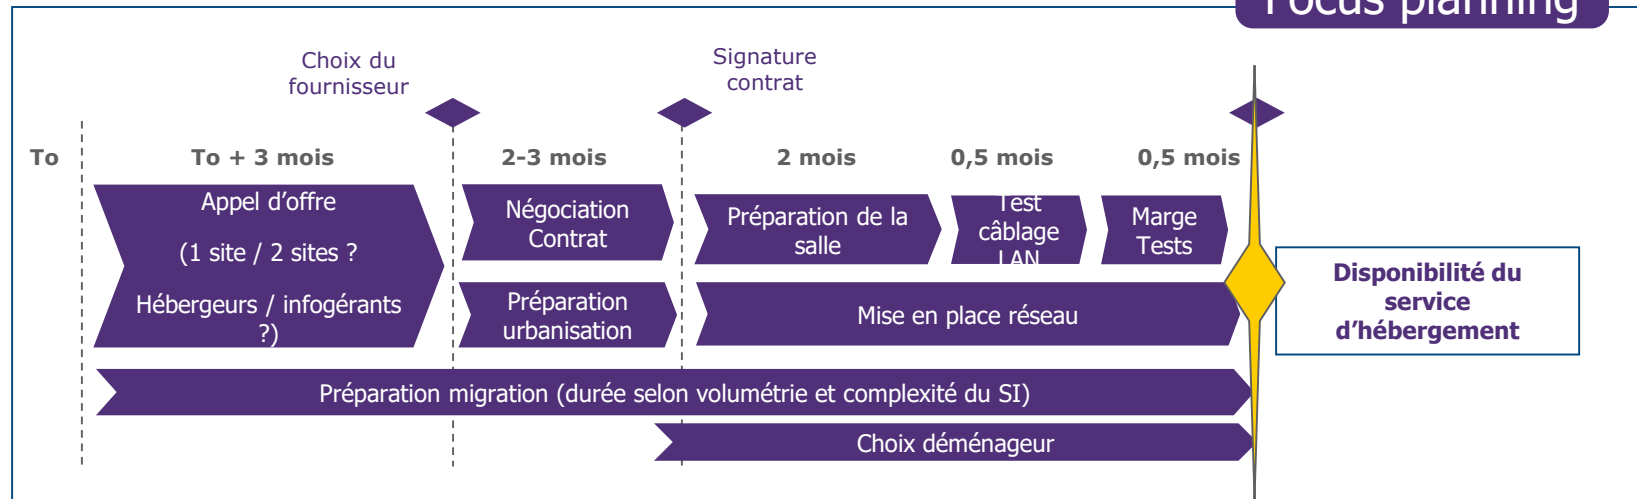 Focus planning
Choix du
fournisseur
Signature
contrat
To
To + 3 mois
2-3 mois
2 mois
0,5 mois
0,5 mois
Appel d’offre
(1 site / 2 sites ?
Hébergeurs / infogérants
?)
Négociation
Contrat
Préparation de la
salle
Test
câblage
LAN
Marge
Tests
Préparation
urbanisation
Mise en place réseau
Disponibilité du
service
d’hébergement
Préparation migration (durée selon volumétrie et complexité du SI)
Choix déménageur